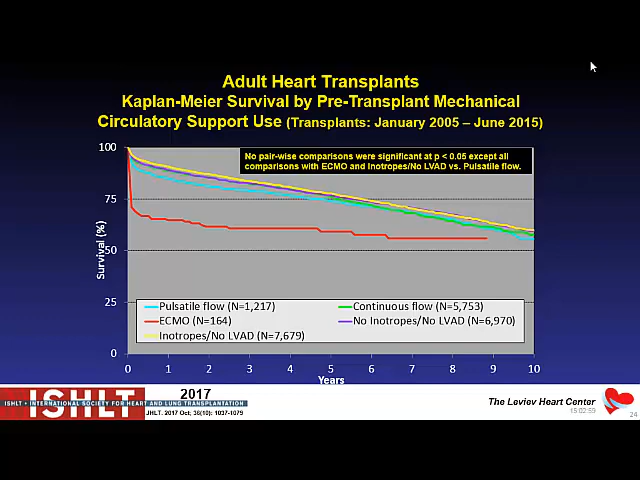 Adult Heart Transplants
Kaplan-Meier Survival by Pre-Transplant Mechanical
Circulatory Support Use (Transplants: January 2005 – June 2015)
No pair-wise comparisons were significant at p < 0.05 except all
comparisons with ECMO and Inotropes/No LVAD vs. Pulsatile flow.
100
75
50
25
0
Survival (%)
Pulsatile flow (N=1,217)
Continuous flow (N=5,753)
ECMO (N=164)
No Inotropes/No LVAD (N=6,970)
Inotropes/No LVAD (N=7,679)
0 1 2 3 4 5 6 7 8 9 10
Years
2017
ISHLT
ISHLT • INTERNATIONAL SOCIETY FOR HEART AND LUNG TRANSPLANTATION
JHLT. 2017 Oct; 36(10): 1037-1079
The Leviev Heart Center
15:02:59
24